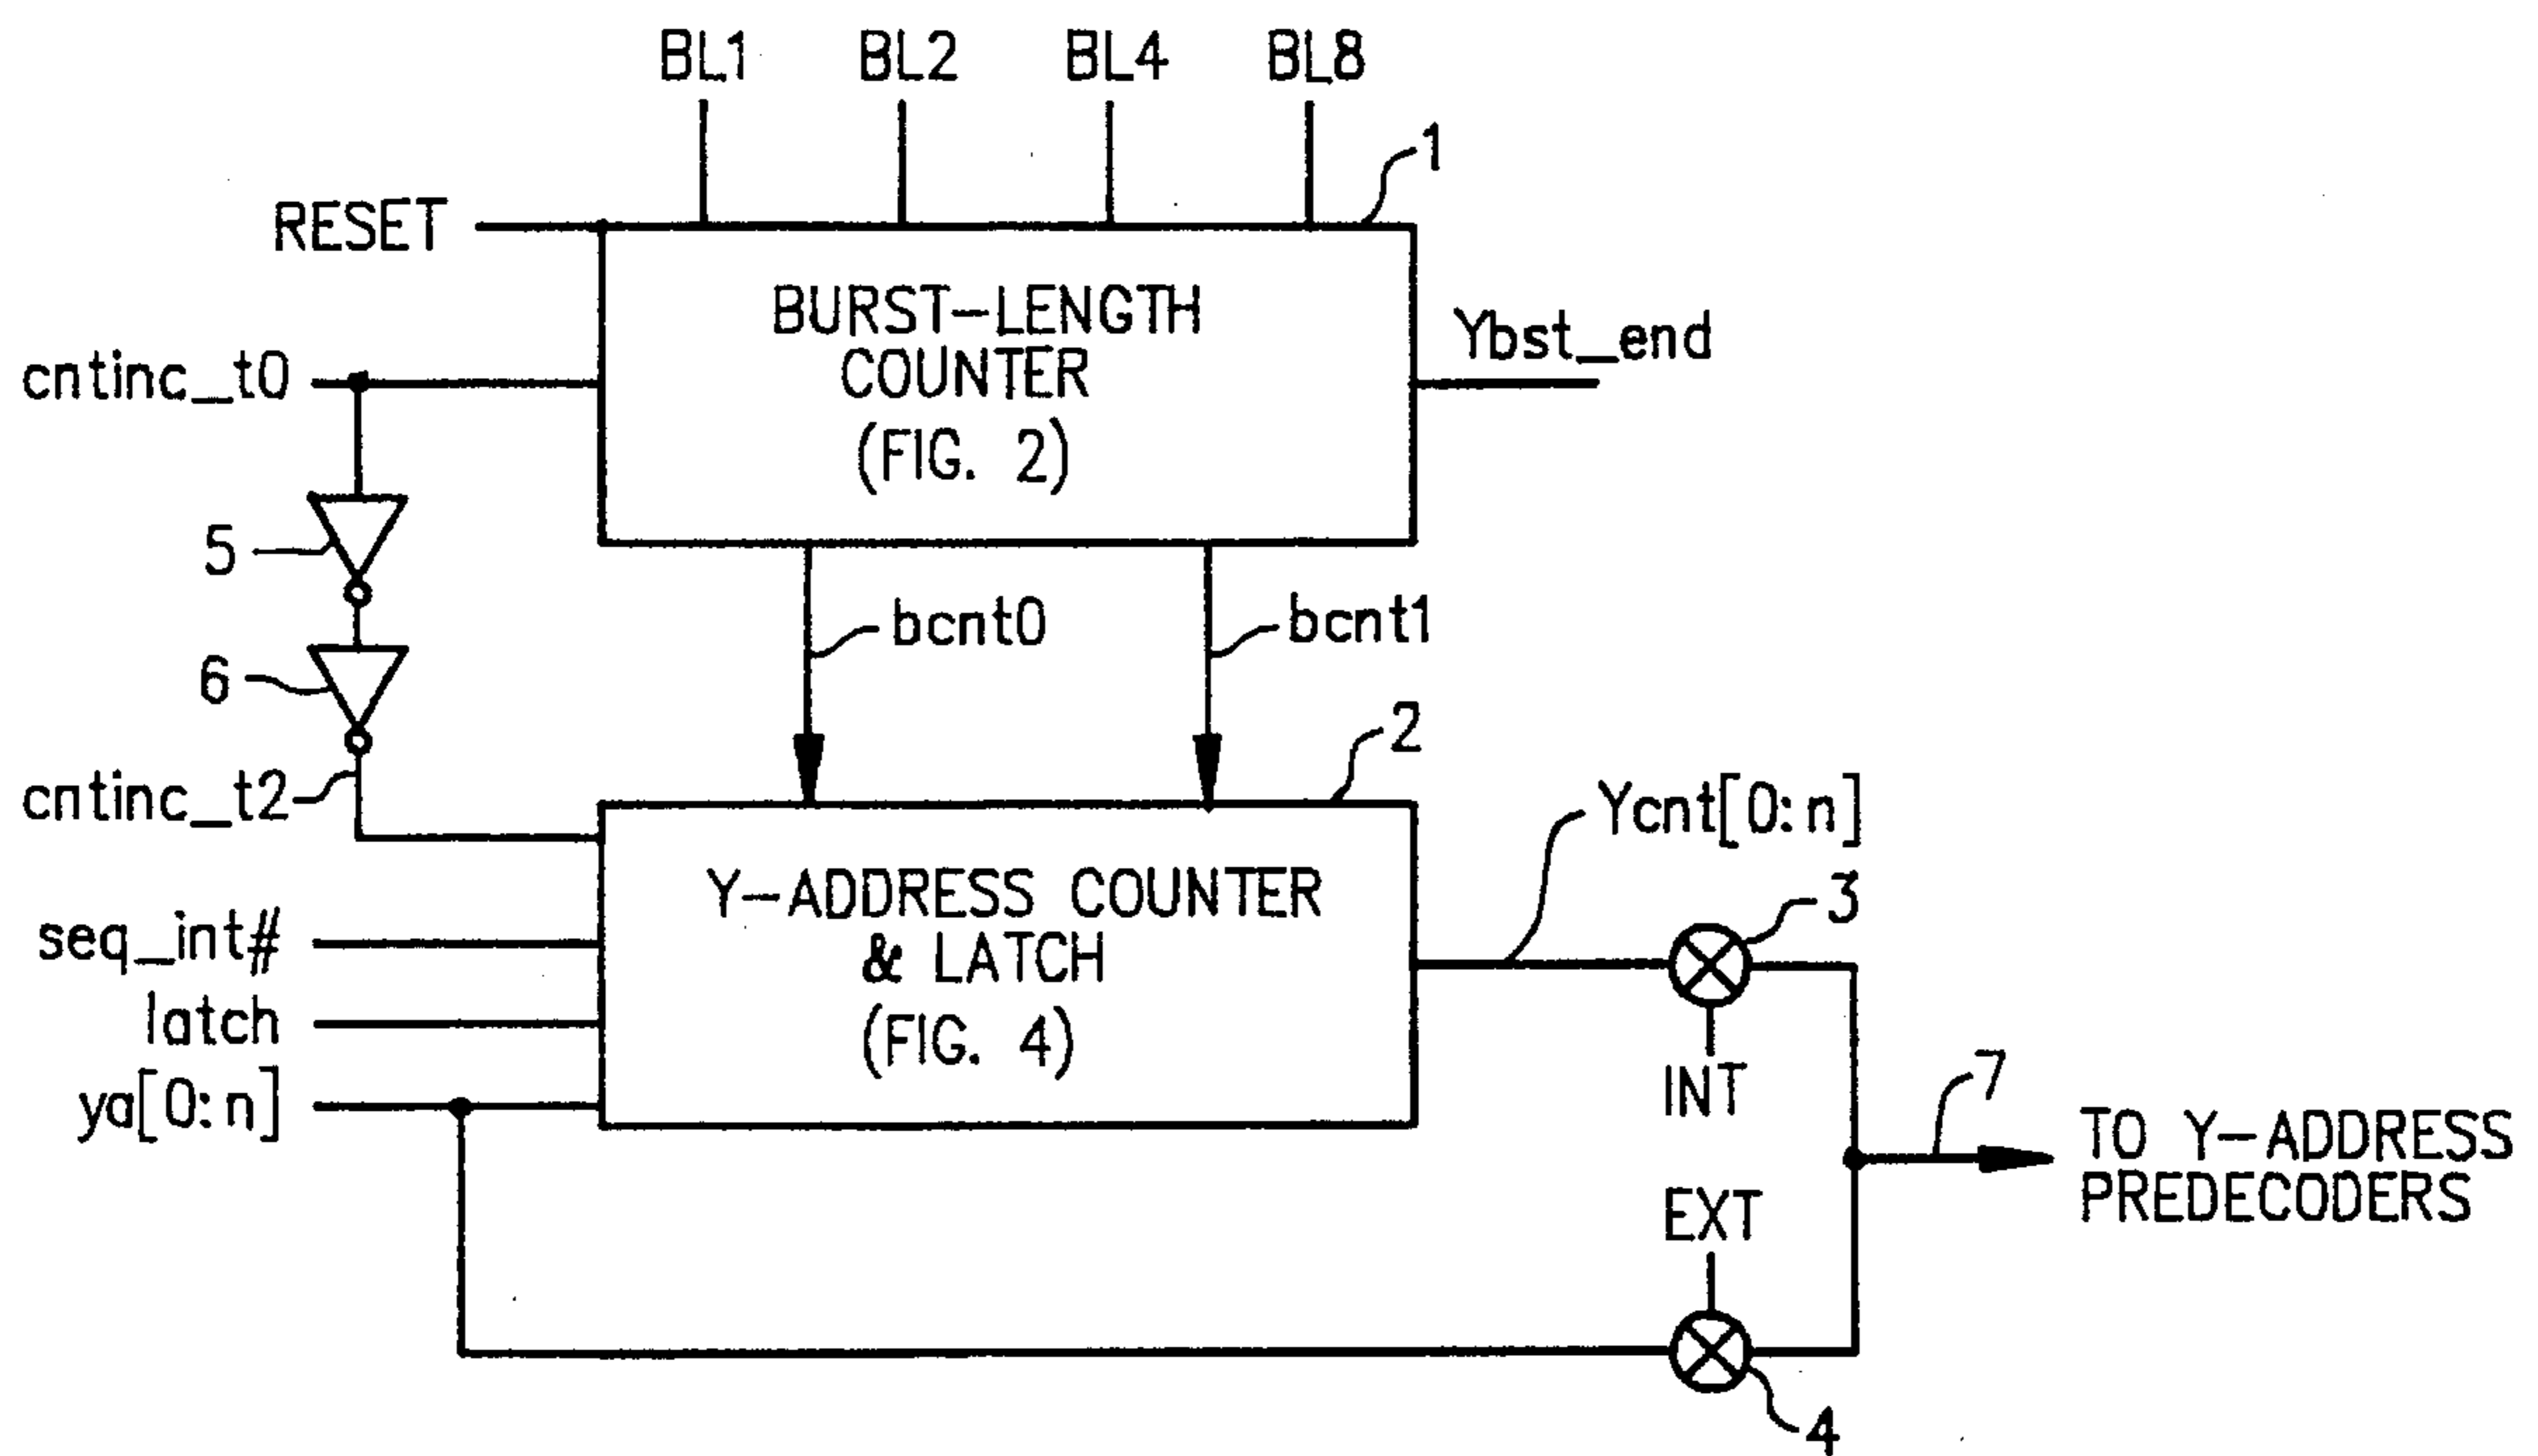 BL1 BL2 BL4 BL8
1
RESET
BURST-LENGTH
COUNTER
(FIG. 2)
Ybst_end
cntinc_t0
5
bcnt0
bcnt1
6
2
cntinc_t2
Ycnt[0:n]
Y-ADDRESS COUNTER
& LATCH
(FIG. 4)
3
seq_int#
latch
INT
7
ya[0:n]
TO Y-ADDRESS
PREDECODERS
EXT
4